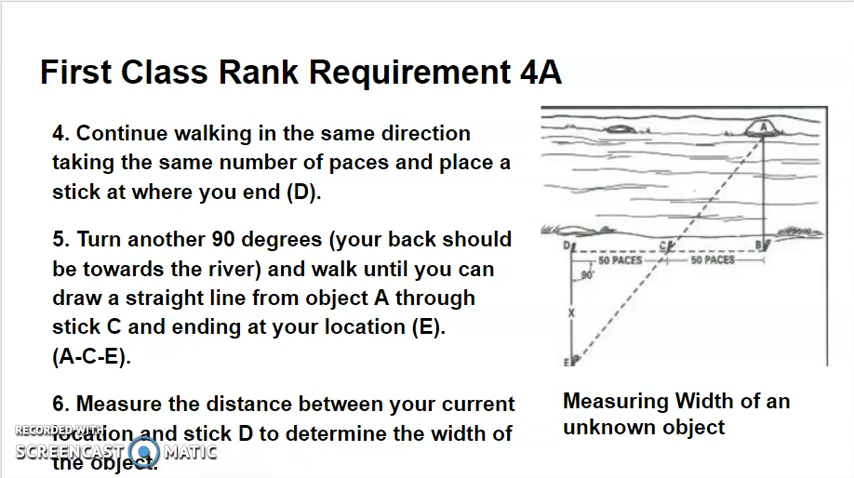 First Class Rank Requirement 4A
4. Continue walking in the same direction
taking the same number of paces and place a
stick at where you end (D).
5. Turn another 90 degrees (your back should
be towards the river) and walk until you can
draw a straight line from object A through
stick C and ending at your location (E).
(A-C-E).
6. Measure the distance between your current
location and stick D to determine the width of
the object.
A
D
C
B
50 PACES
50 PACES
90°
X
E
Measuring Width of an
unknown object
RECORDED WITH
SCREENCAST MATIC